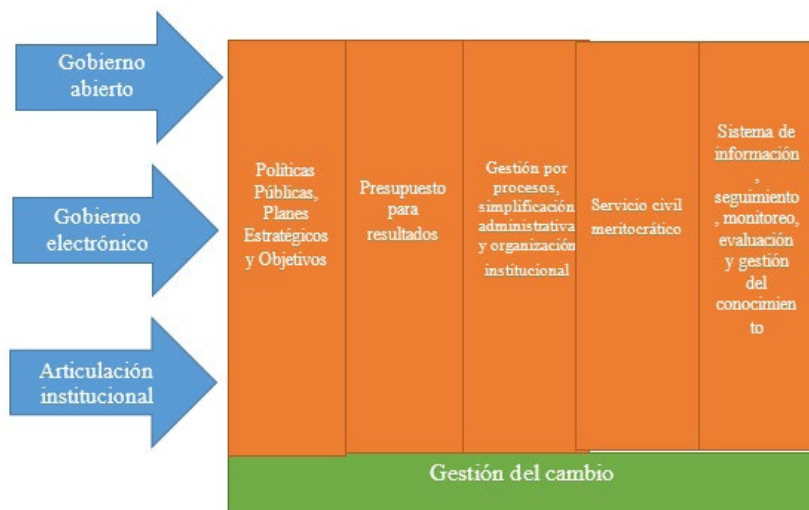 Gobierno
abierto
Gobierno
electrónico
Articulación
institucional
Políticas
Públicas,
Planes
Estratégicos
y Objetivos
Presupuesto
para
resultados
Gestión por
procesos,
simplificación
administrativa
y organización
institucional
Servicio civil
meritocrático
Sistema de
información
,
seguimiento
, monitoreo,
evaluación
y gestión
del
conocimien
to
Gestión del cambio